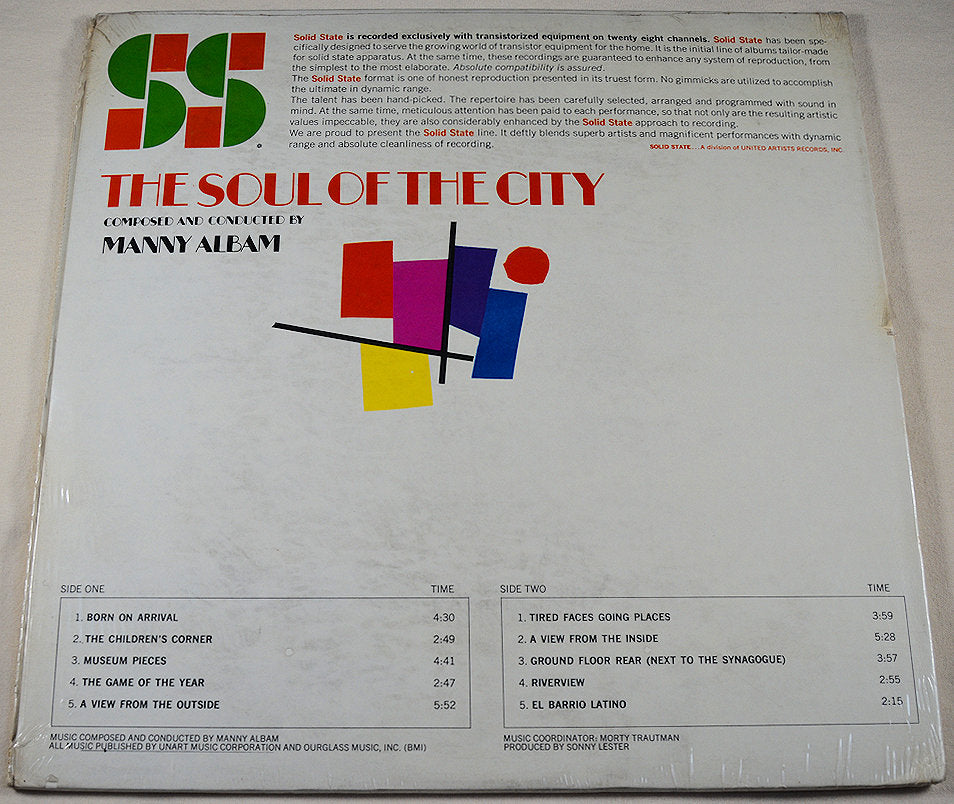 SS
Solid State is recorded exclusively with transistorized equipment on twenty eight channels. Solid State has been spe-
cifically designed to serve the growing world of transistor equipment for the home. It is the initial line of albums tailor-made
for solid state apparatus. At the same time, these recordings are guaranteed to enhance any system of reproduction, from
the simplest to the most elaborate. Absolute compatibility is assured.
The Solid State format is one of honest reproduction presented in its truest form. No gimmicks are utilized to accomplish
the ultimate in dynamic range.
The talent has been hand-picked. The repertoire has been carefully selected, arranged and programmed with sound in
mind. At the same time, meticulous attention has been paid to each performance, so that not only are the resulting artistic
values impeccable, they are also considerably enhanced by the Solid State approach to recording.
We are proud to present the Solid State line. It deftly blends superb artists and magnificent performances with dynamic
range and absolute cleanliness of recording.
SOLID STATE...A division of UNITED ARTISTS RECORDS, INC.
THE SOUL OF THE CITY
COMPOSED AND CONDUCTED BY
MANNY ALBAM
SIDE ONE TIME
1. BORN ON ARRIVAL 4:30
2. THE CHILDREN'S CORNER 2:49
3. MUSEUM PIECES 4:41
4. THE GAME OF THE YEAR 2:47
5. A VIEW FROM THE OUTSIDE 5:52
SIDE TWO TIME
1. TIRED FACES GOING PLACES 3:59
2. A VIEW FROM THE INSIDE 5:28
3. GROUND FLOOR REAR (NEXT TO THE SYNAGOGUE) 3:57
4. RIVERVIEW 2:55
5. EL BARRIO LATINO 2:15
MUSIC COMPOSED AND CONDUCTED BY MANNY ALBAM
ALL MUSIC PUBLISHED BY UNART MUSIC CORPORATION AND OURGLASS MUSIC, INC. (BMI)
MUSIC COORDINATOR: MORTY TRAUTMAN
PRODUCED BY SONNY LESTER